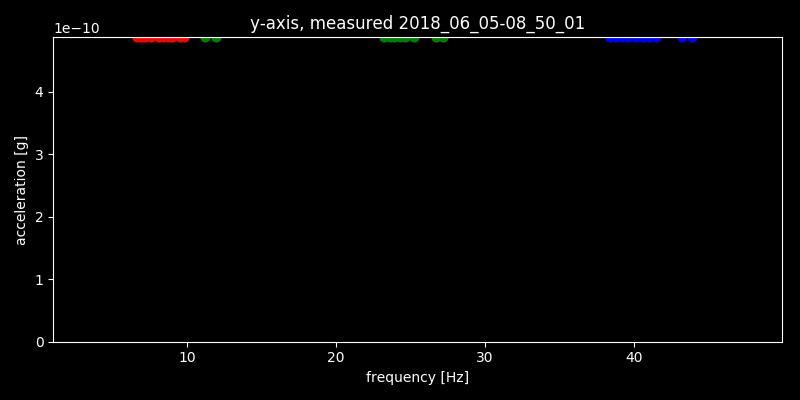 y-axis, measured 2018_06_05-08_50_01
1e−10
4
3
2
1
0
acceleration [g]
10 20 30 40
frequency [Hz]